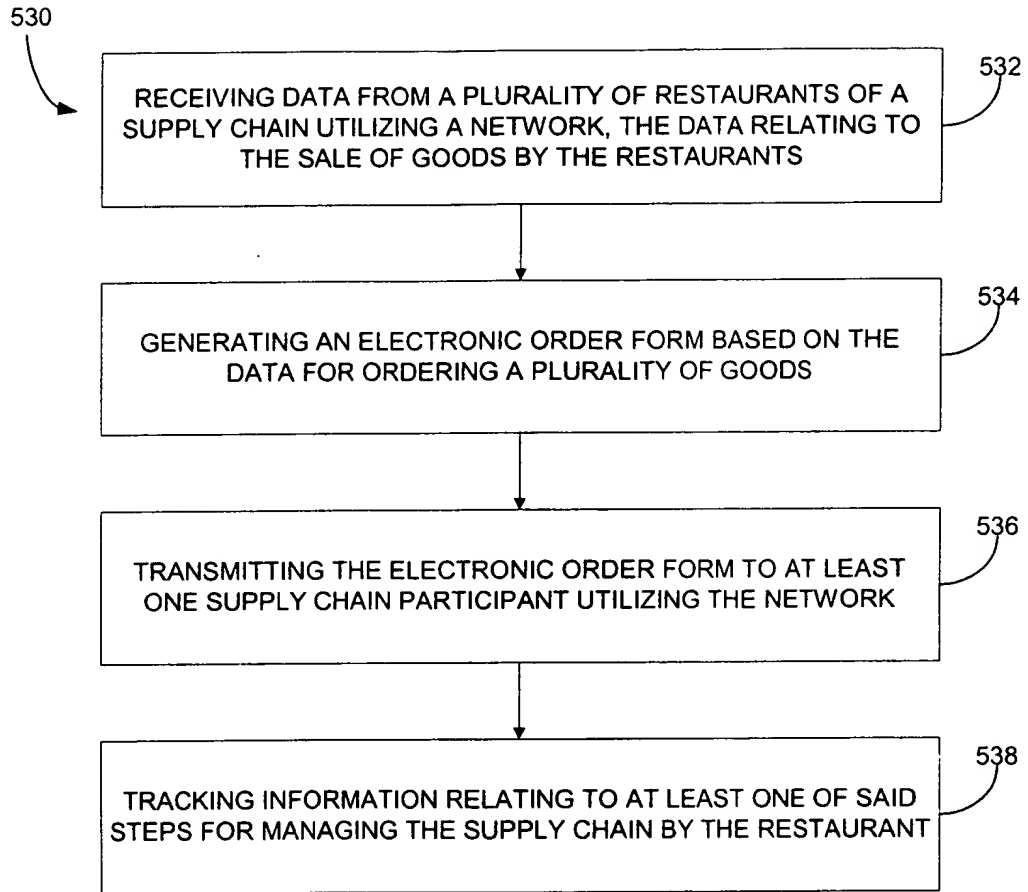 530
532
RECEIVING DATA FROM A PLURALITY OF RESTAURANTS OF A
SUPPLY CHAIN UTILIZING A NETWORK, THE DATA RELATING TO
THE SALE OF GOODS BY THE RESTAURANTS
534
GENERATING AN ELECTRONIC ORDER FORM BASED ON THE
DATA FOR ORDERING A PLURALITY OF GOODS
536
TRANSMITTING THE ELECTRONIC ORDER FORM TO AT LEAST
ONE SUPPLY CHAIN PARTICIPANT UTILIZING THE NETWORK
538
TRACKING INFORMATION RELATING TO AT LEAST ONE OF SAID
STEPS FOR MANAGING THE SUPPLY CHAIN BY THE RESTAURANT